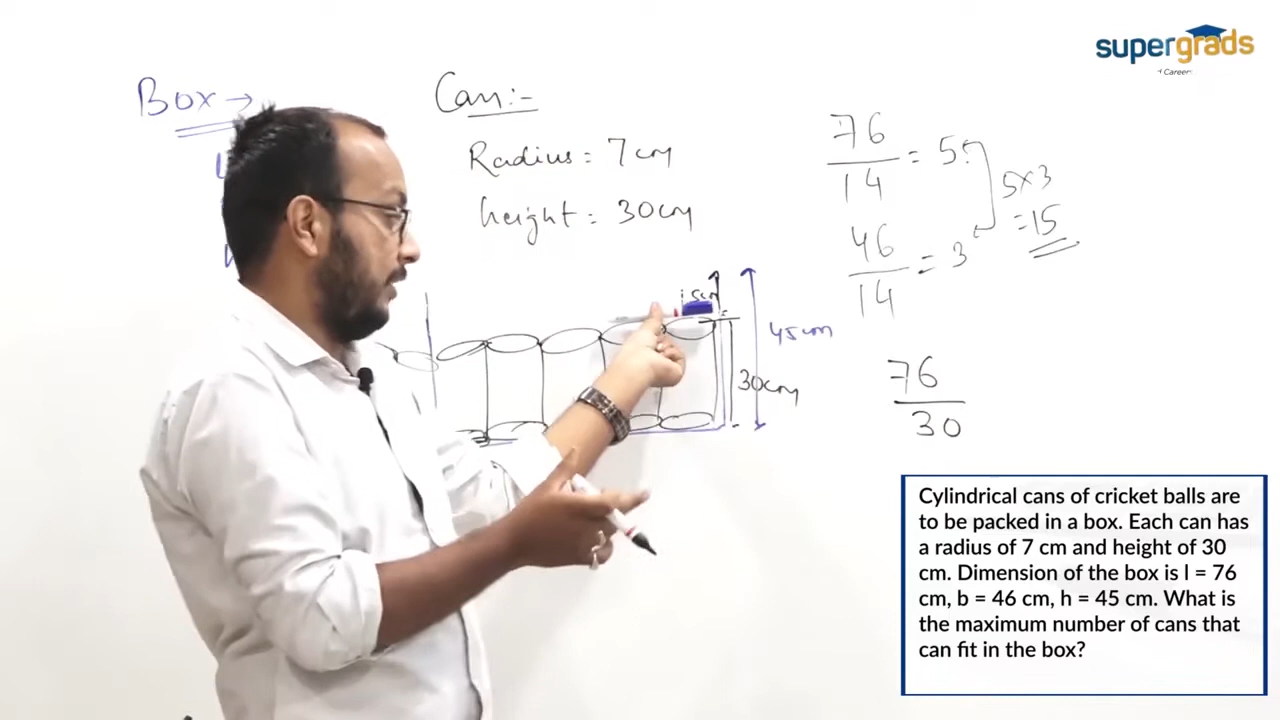 supergrads
Box →
Can:-
Radius = 7cm
height = 30cm
76
14
= 5.
46
14
= 3
5×3
=15
45cm
30cm
76
30
Cylindrical cans of cricket balls are
to be packed in a box. Each can has
a radius of 7 cm and height of 30
cm. Dimension of the box is l = 76
cm, b = 46 cm, h = 45 cm. What is
the maximum number of cans that
can fit in the box?